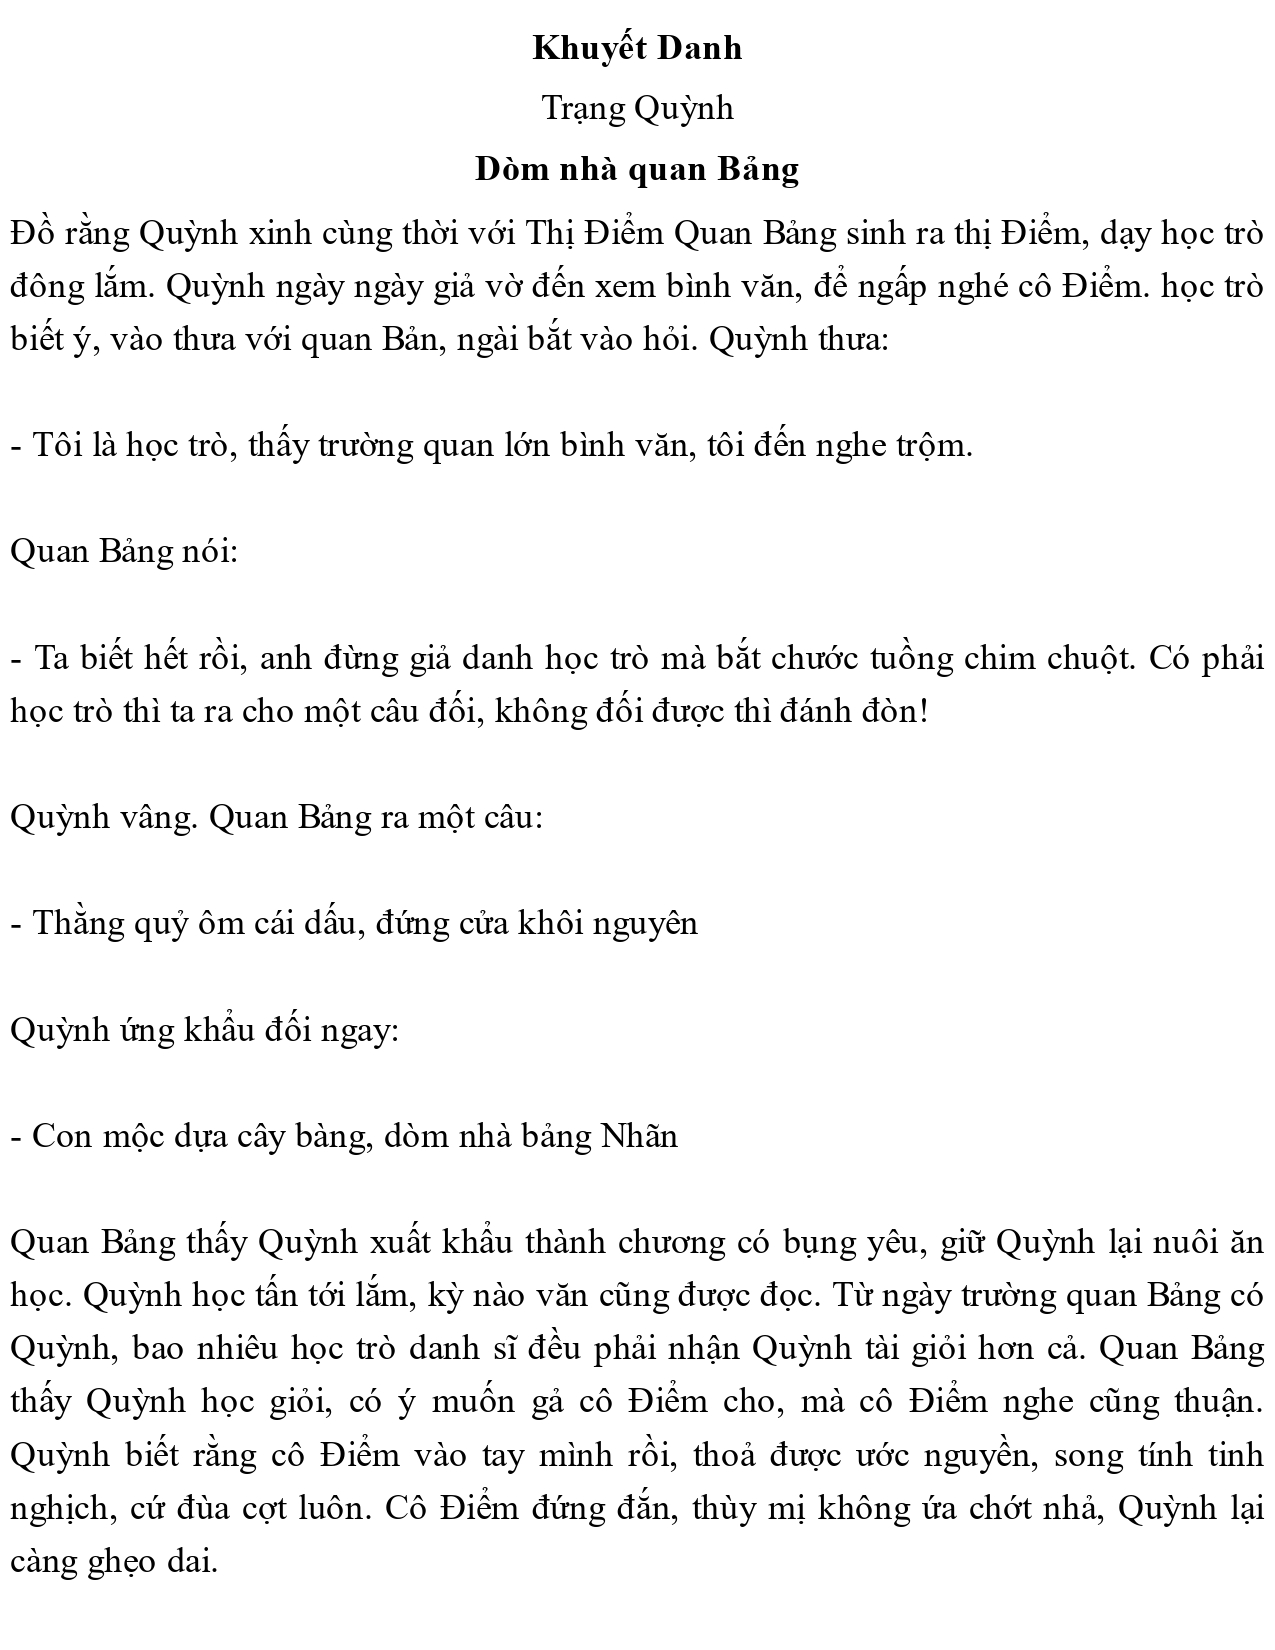 Khuyết Danh
Trạng Quỳnh
Dòm nhà quan Bảng
Đồ rằng Quỳnh xinh cùng thời với Thị Điểm Quan Bảng sinh ra thị Điểm, dạy học trò
đông lắm. Quỳnh ngày ngày giả vờ đến xem bình văn, để ngấp nghé cô Điểm. học trò
biết ý, vào thưa với quan Bản, ngài bắt vào hỏi. Quỳnh thưa:
- Tôi là học trò, thấy trường quan lớn bình văn, tôi đến nghe trộm.
Quan Bảng nói:
- Ta biết hết rồi, anh đừng giả danh học trò mà bắt chước tuồng chim chuột. Có phải
học trò thì ta ra cho một câu đối, không đối được thì đánh đòn!
Quỳnh vâng. Quan Bảng ra một câu:
- Thằng quỷ ôm cái dấu, đứng cửa khôi nguyên
Quỳnh ứng khẩu đối ngay:
- Con mộc dựa cây bàng, dòm nhà bảng Nhãn
Quan Bảng thấy Quỳnh xuất khẩu thành chương có bụng yêu, giữ Quỳnh lại nuôi ăn
học. Quỳnh học tấn tới lắm, kỳ nào văn cũng được đọc. Từ ngày trường quan Bảng có
Quỳnh, bao nhiêu học trò danh sĩ đều phải nhận Quỳnh tài giỏi hơn cả. Quan Bảng
thấy Quỳnh học giỏi, có ý muốn gả cô Điểm cho, mà cô Điểm nghe cũng thuận.
Quỳnh biết rằng cô Điểm vào tay mình rồi, thoả được ước nguyền, song tính tinh
nghịch, cứ đùa cợt luôn. Cô Điểm đứng đắn, thùy mị không ứa chớt nhả, Quỳnh lại
càng ghẹo dai.